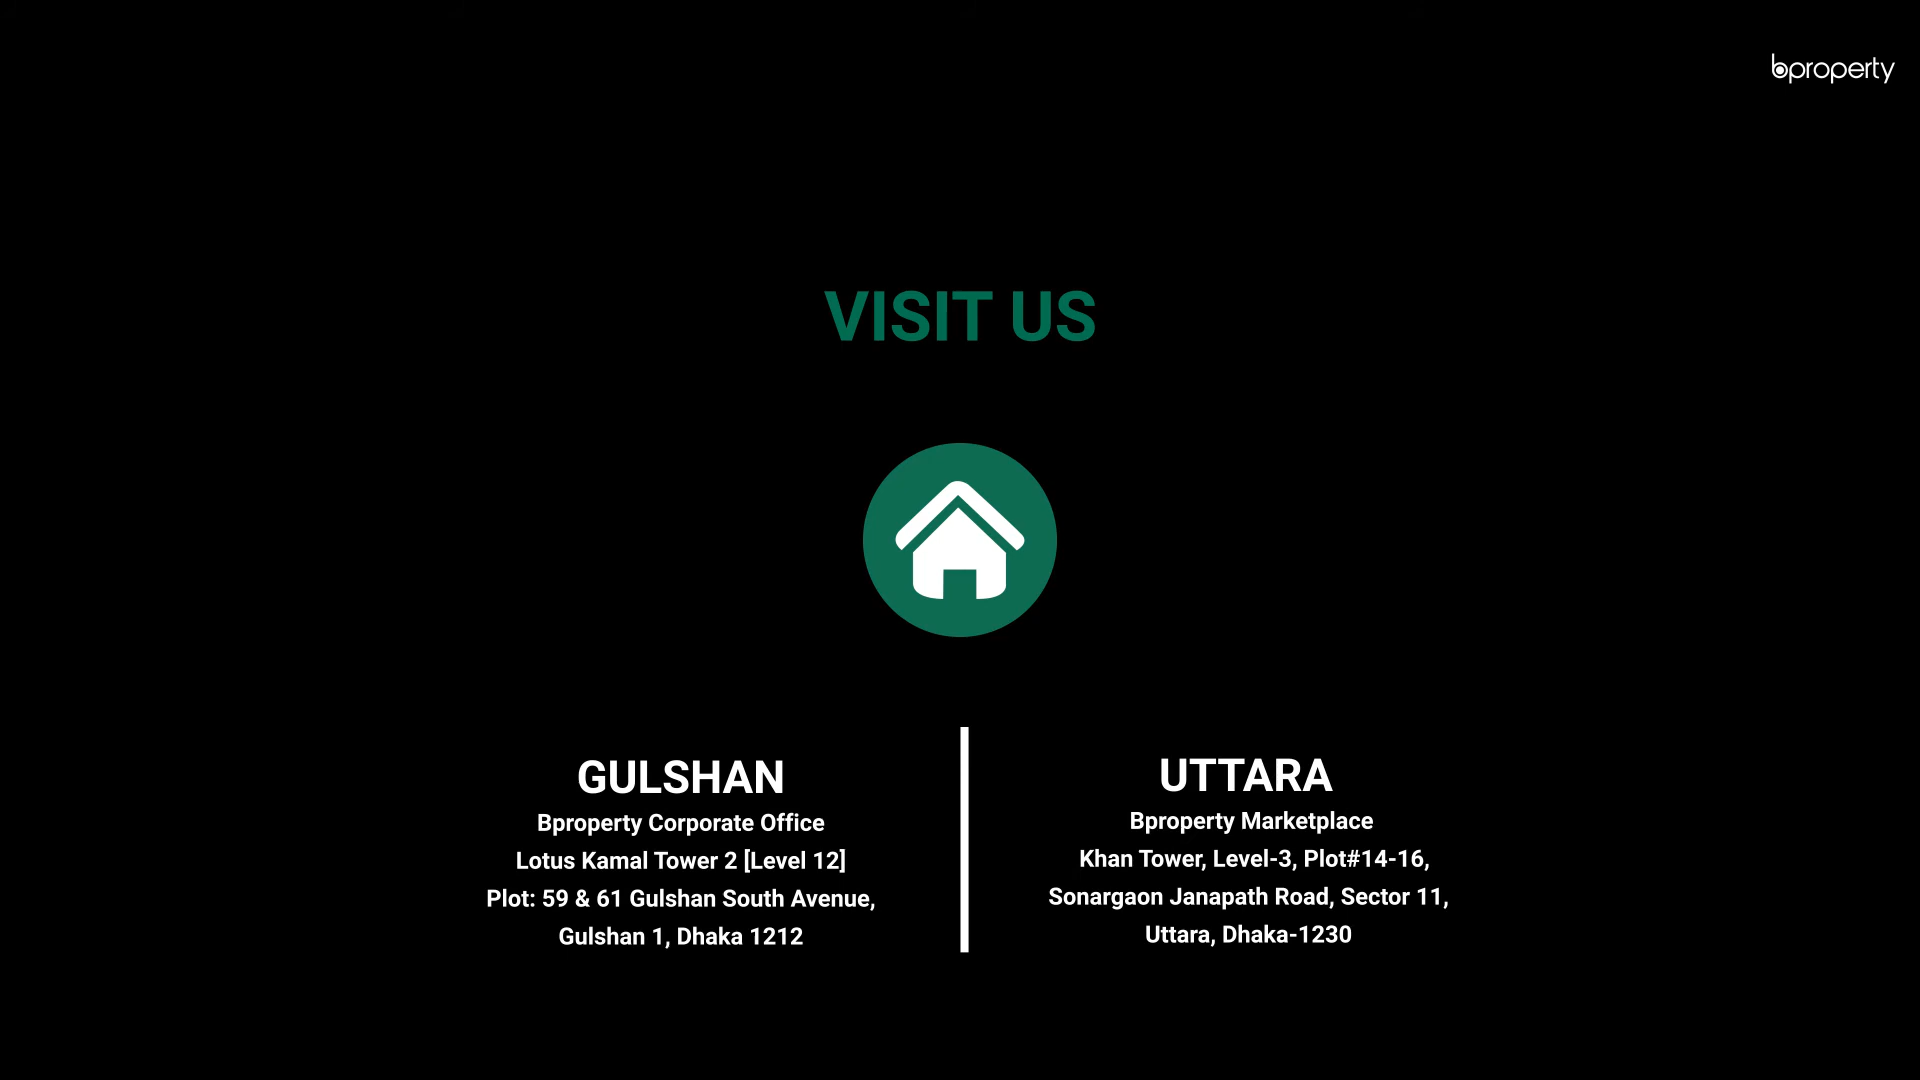 bproperty
VISIT US
GULSHAN
Bproperty Corporate Office
Lotus Kamal Tower 2 [Level 12]
Plot: 59 & 61 Gulshan South Avenue,
Gulshan 1, Dhaka 1212
UTTARA
Bproperty Marketplace
Khan Tower, Level-3, Plot#14-16,
Sonargaon Janapath Road, Sector 11,
Uttara, Dhaka-1230